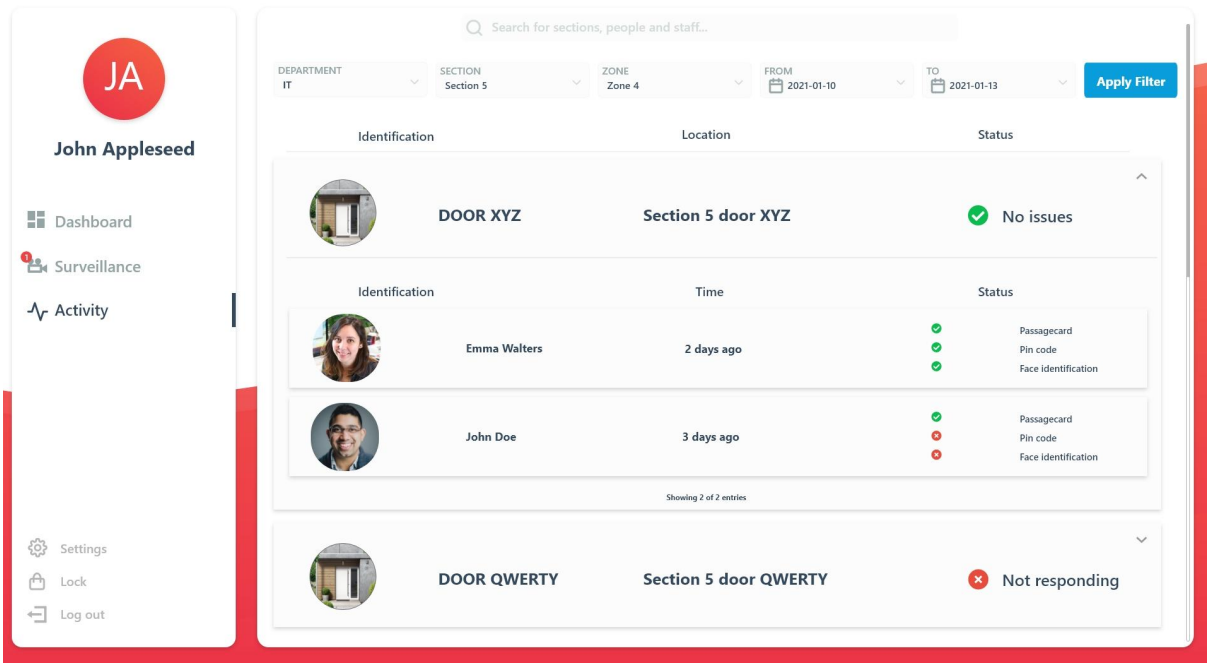 JA
John Appleseed
Dashboard
1
Surveillance
Activity
Settings
Lock
Log out
Search for sections, people and staff...
DEPARTMENT
IT
SECTION
Section 5
ZONE
Zone 4
FROM
2021-01-10
TO
2021-01-13
Apply Filter
Identification Location Status
DOOR XYZ Section 5 door XYZ No issues
Identification Time Status
Emma Walters 2 days ago
Passagecard
Pin code
Face identification
John Doe 3 days ago
Passagecard
Pin code
Face identification
Showing 2 of 2 entries
DOOR QWERTY Section 5 door QWERTY Not responding